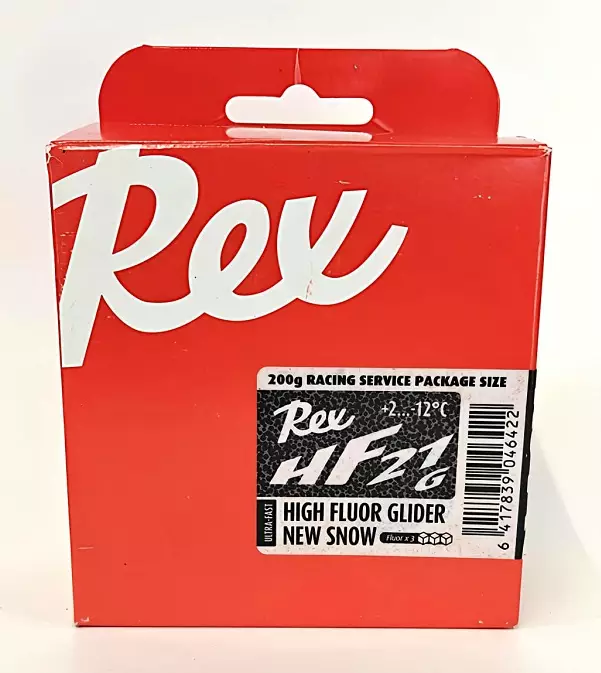 Rex
200g RACING SERVICE PACKAGE SIZE
Rex +2...-12°C
HF21
G
ULTRA-FAST
HIGH FLUOR GLIDER
NEW SNOW Fluor x 3
6 417839 046422